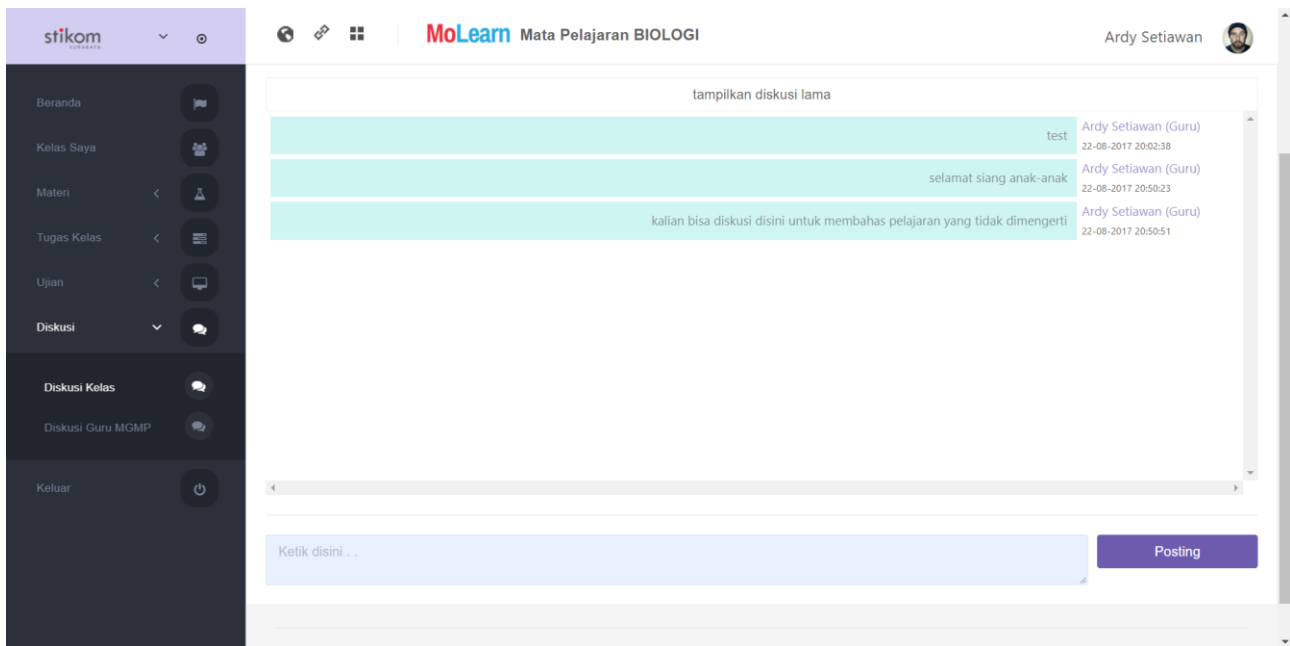 stikom
SURABAYA
MoLearn Mata Pelajaran BIOLOGI
Ardy Setiawan
Beranda
Kelas Saya
Materi
Tugas Kelas
Ujian
Diskusi
Diskusi Kelas
Diskusi Guru MGMP
Keluar
tampilkan diskusi lama
test
Ardy Setiawan (Guru)
22-08-2017 20:02:38
selamat siang anak-anak
Ardy Setiawan (Guru)
22-08-2017 20:50:23
kalian bisa diskusi disini untuk membahas pelajaran yang tidak dimengerti
Ardy Setiawan (Guru)
22-08-2017 20:50:51
Ketik disini . .
Posting